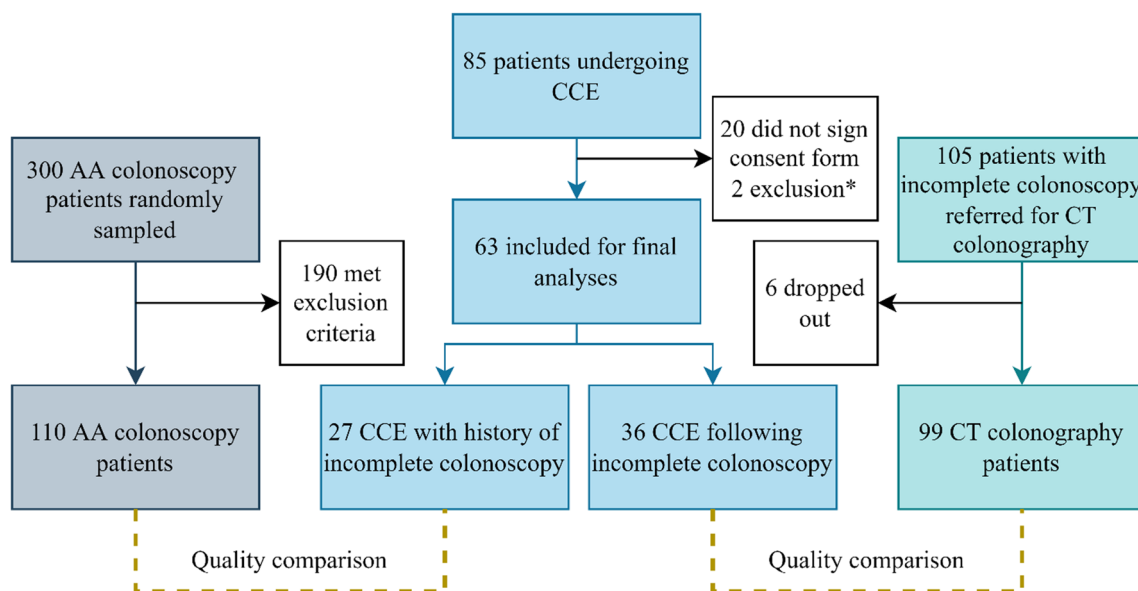 85 patients undergoing
CCE
20 did not sign
consent form
2 exclusion*
300 AA colonoscopy
patients randomly
sampled
105 patients with
incomplete colonoscopy
referred for CT
colonography
63 included for final
analyses
190 met
exclusion
criteria
6 dropped
out
110 AA colonoscopy
patients
27 CCE with history of
incomplete colonoscopy
36 CCE following
incomplete colonoscopy
99 CT colonography
patients
Quality comparison
Quality comparison